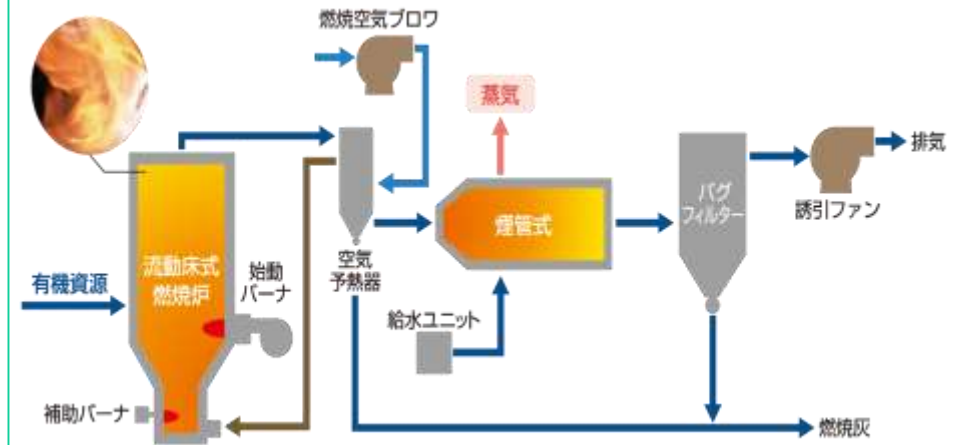 燃焼空気ブロワ
蒸気
排気
バグ
フィルター
誘引ファン
煙管式
流動床式
燃焼炉
始動
バーナ
空気
予熱器
有機資源
給水ユニット
補助バーナ
燃焼灰